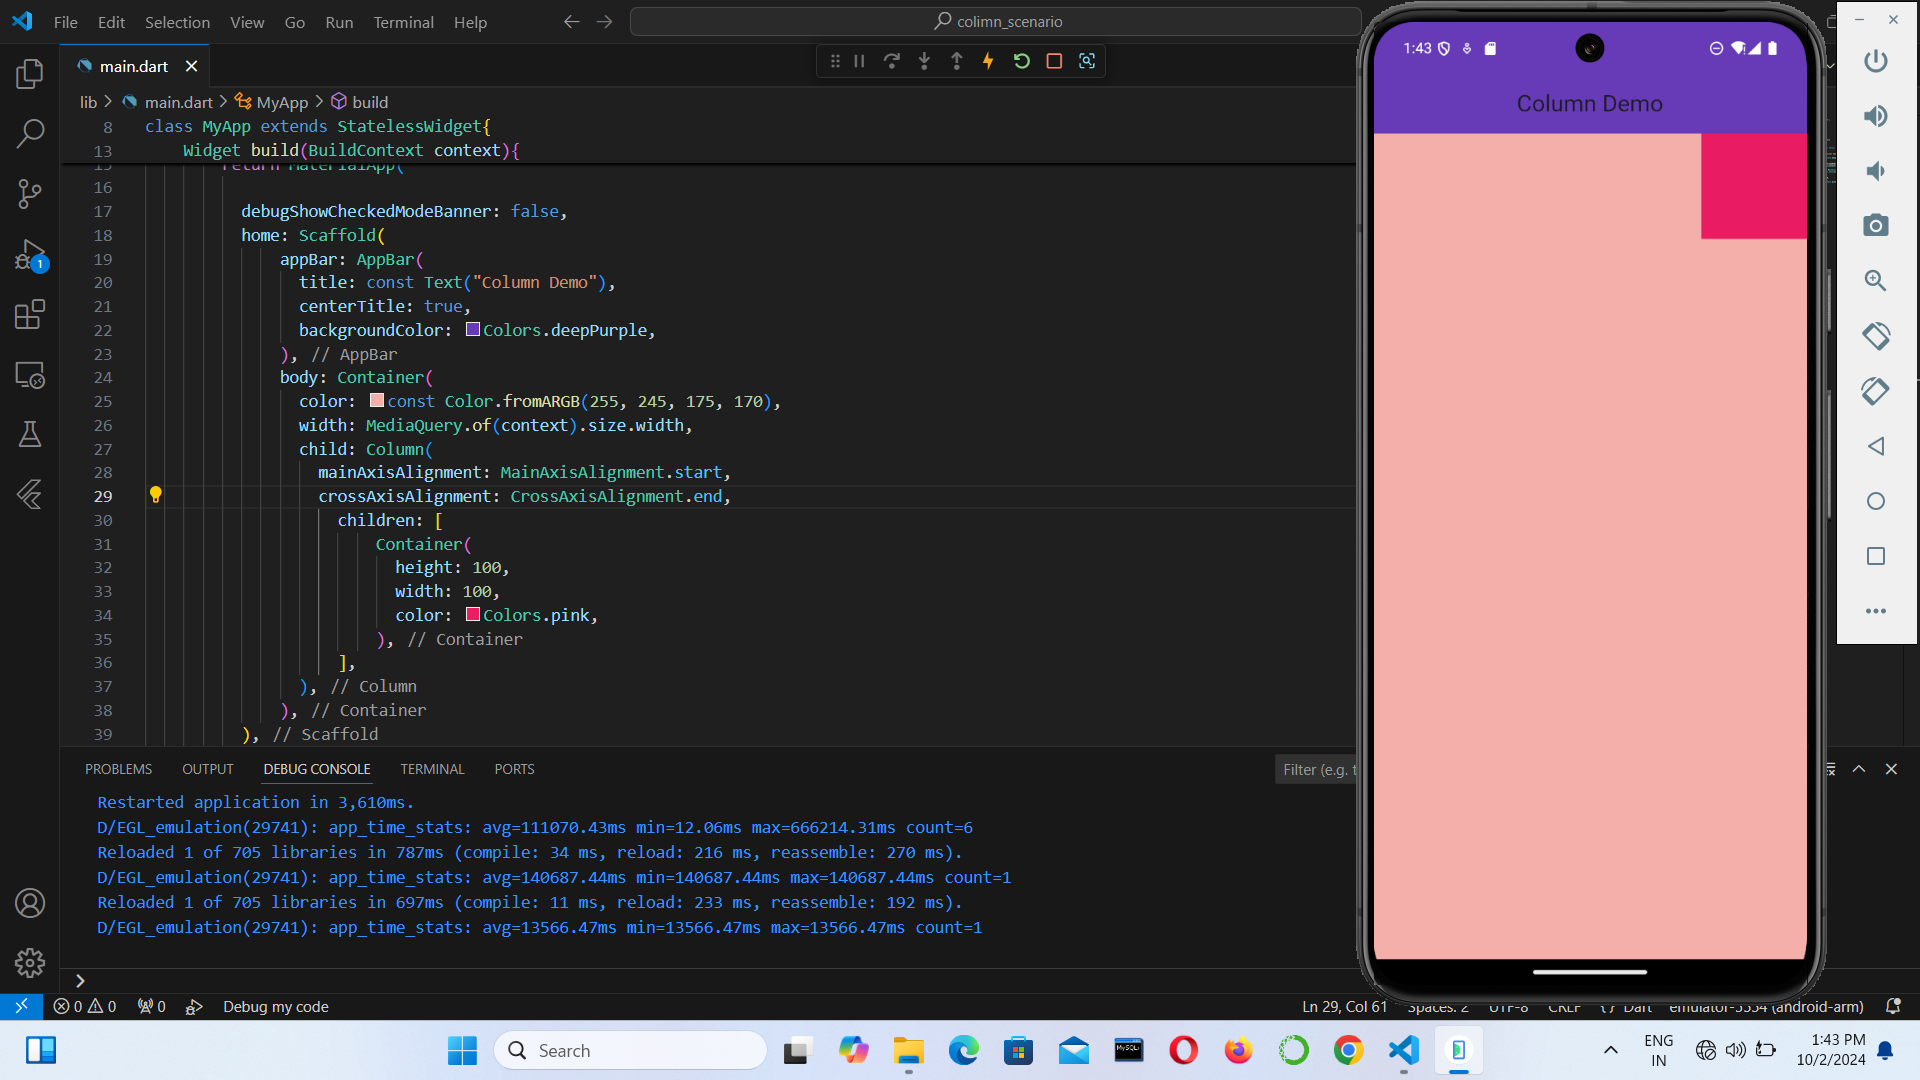 File Edit Selection View Go Run Terminal Help
colimn_scenario
main.dart
lib > main.dart > MyApp > build
8 class MyApp extends StatelessWidget{
13 Widget build(BuildContext context){
15 return MaterialApp(
16
17 debugShowCheckedModeBanner: false,
18 home: Scaffold(
19 appBar: AppBar(
20 title: const Text("Column Demo"),
21 centerTitle: true,
22 backgroundColor: Colors.deepPurple,
23 ), // AppBar
24 body: Container(
25 color: const Color.fromARGB(255, 245, 175, 170),
26 width: MediaQuery.of(context).size.width,
27 child: Column(
28 mainAxisAlignment: MainAxisAlignment.start,
29 crossAxisAlignment: CrossAxisAlignment.end,
30 children: [
31 Container(
32 height: 100,
33 width: 100,
34 color: Colors.pink,
35 ), // Container
36 ],
37 ), // Column
38 ), // Container
39 ), // Scaffold
1
PROBLEMS OUTPUT DEBUG CONSOLE TERMINAL PORTS
Filter (e.g. t
Restarted application in 3,610ms.
D/EGL_emulation(29741): app_time_stats: avg=111070.43ms min=12.06ms max=666214.31ms count=6
Reloaded 1 of 705 libraries in 787ms (compile: 34 ms, reload: 216 ms, reassemble: 270 ms).
D/EGL_emulation(29741): app_time_stats: avg=140687.44ms min=140687.44ms max=140687.44ms count=1
Reloaded 1 of 705 libraries in 697ms (compile: 11 ms, reload: 233 ms, reassemble: 192 ms).
D/EGL_emulation(29741): app_time_stats: avg=13566.47ms min=13566.47ms max=13566.47ms count=1
0 0 0 Debug my code
Ln 29, Col 61 Spaces: 2 UTF-8 CRLF {} Dart emulator-5554 (android-arm)
1:43
Column Demo
Search
MySQL
ENG
IN
1:43 PM
10/2/2024